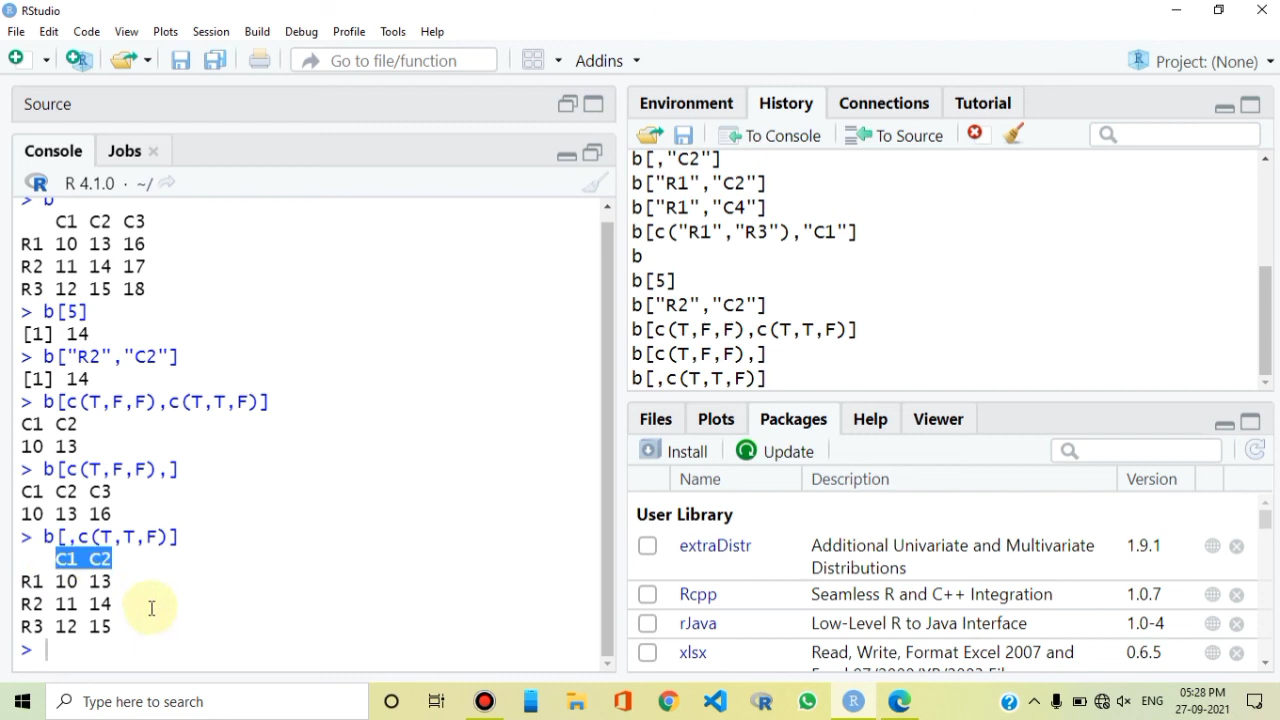 RStudio
File Edit Code View Plots Session Build Debug Profile Tools Help
Go to file/function Addins Project: (None)
Source
Console Jobs
R 4.1.0 · ~/
> b
C1 C2 C3
R1 10 13 16
R2 11 14 17
R3 12 15 18
> b[5]
[1] 14
> b["R2","C2"]
[1] 14
> b[c(T,F,F),c(T,T,F)]
C1 C2
10 13
> b[c(T,F,F),]
C1 C2 C3
10 13 16
> b[,c(T,T,F)]
C1 C2
R1 10 13
R2 11 14
R3 12 15
>
Environment History Connections Tutorial
To Console To Source
b[,"C2"]
b["R1","C2"]
b["R1","C4"]
b[c("R1","R3"),"C1"]
b
b[5]
b["R2","C2"]
b[c(T,F,F),c(T,T,F)]
b[c(T,F,F),]
b[,c(T,T,F)]
Files Plots Packages Help Viewer
Install Update
Name Description Version
User Library
extraDistr Additional Univariate and Multivariate 1.9.1
Distributions
Rcpp Seamless R and C++ Integration 1.0.7
rJava Low-Level R to Java Interface 1.0-4
xlsx Read, Write, Format Excel 2007 and 0.6.5
Type here to search
ENG
05:28 PM
27-09-2021